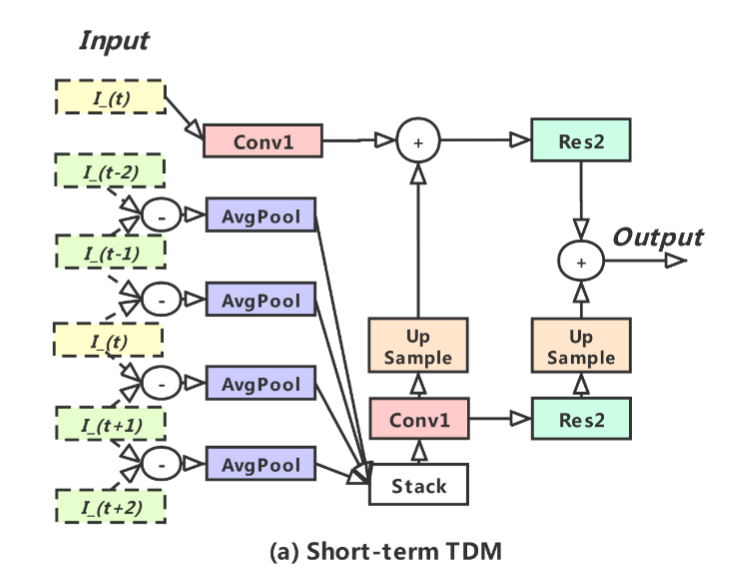 Input
I_(t)
Conv1
+
Res2
I_(t-2)
-
AvgPool
I_(t-1)
+
Output
-
AvgPool
I_(t)
Up
Sample
Up
Sample
-
AvgPool
I_(t+1)
Conv1
Res2
-
AvgPool
Stack
I_(t+2)
(a) Short-term TDM